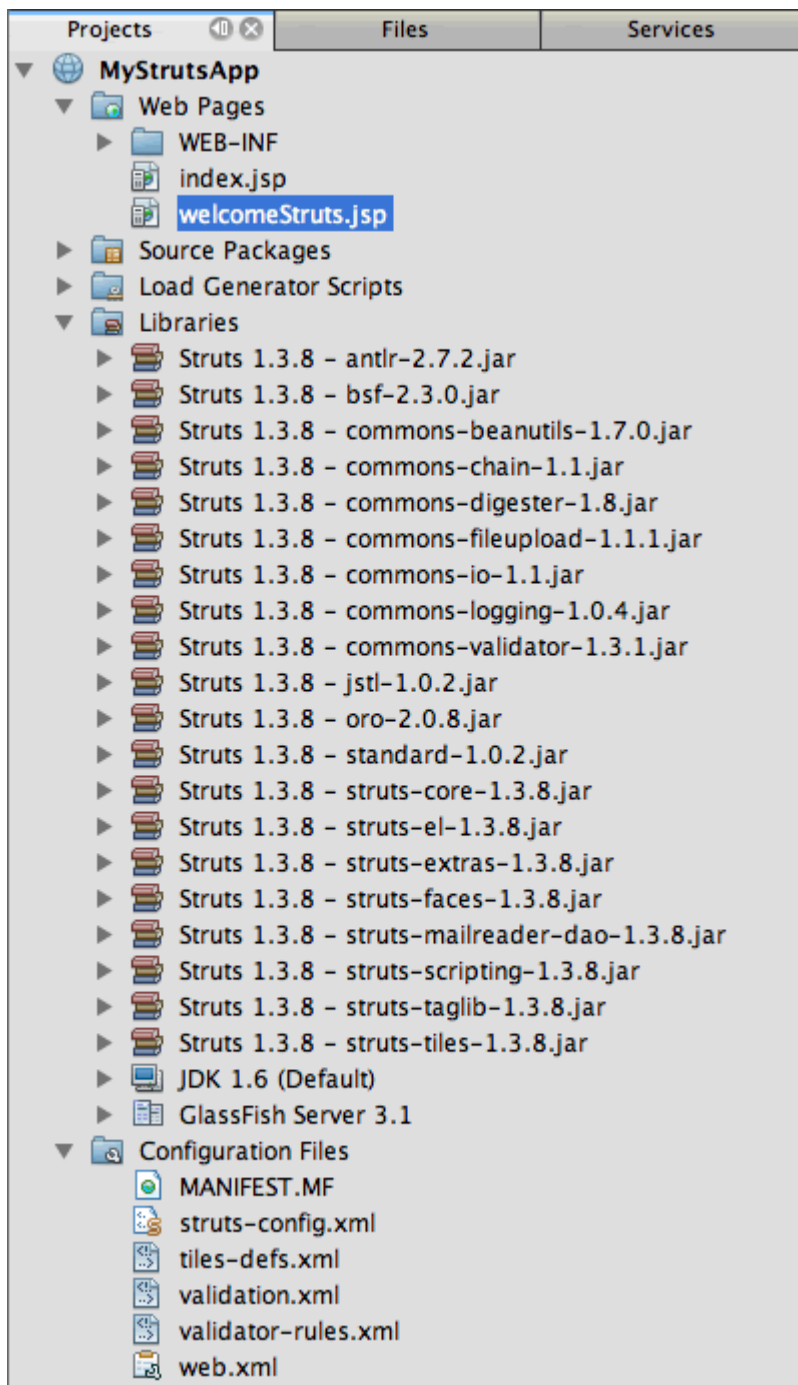 Projects Files Services
MyStrutsApp
Web Pages
WEB-INF
index.jsp
welcomeStruts.jsp
Source Packages
Load Generator Scripts
Libraries
Struts 1.3.8 – antlr-2.7.2.jar
Struts 1.3.8 – bsf-2.3.0.jar
Struts 1.3.8 – commons-beanutils-1.7.0.jar
Struts 1.3.8 – commons-chain-1.1.jar
Struts 1.3.8 – commons-digester-1.8.jar
Struts 1.3.8 – commons-fileupload-1.1.1.jar
Struts 1.3.8 – commons-io-1.1.jar
Struts 1.3.8 – commons-logging-1.0.4.jar
Struts 1.3.8 – commons-validator-1.3.1.jar
Struts 1.3.8 – jstl-1.0.2.jar
Struts 1.3.8 – oro-2.0.8.jar
Struts 1.3.8 – standard-1.0.2.jar
Struts 1.3.8 – struts-core-1.3.8.jar
Struts 1.3.8 – struts-el-1.3.8.jar
Struts 1.3.8 – struts-extras-1.3.8.jar
Struts 1.3.8 – struts-faces-1.3.8.jar
Struts 1.3.8 – struts-mailreader-dao-1.3.8.jar
Struts 1.3.8 – struts-scripting-1.3.8.jar
Struts 1.3.8 – struts-taglib-1.3.8.jar
Struts 1.3.8 – struts-tiles-1.3.8.jar
JDK 1.6 (Default)
GlassFish Server 3.1
Configuration Files
MANIFEST.MF
struts-config.xml
tiles-defs.xml
validation.xml
validator-rules.xml
web.xml